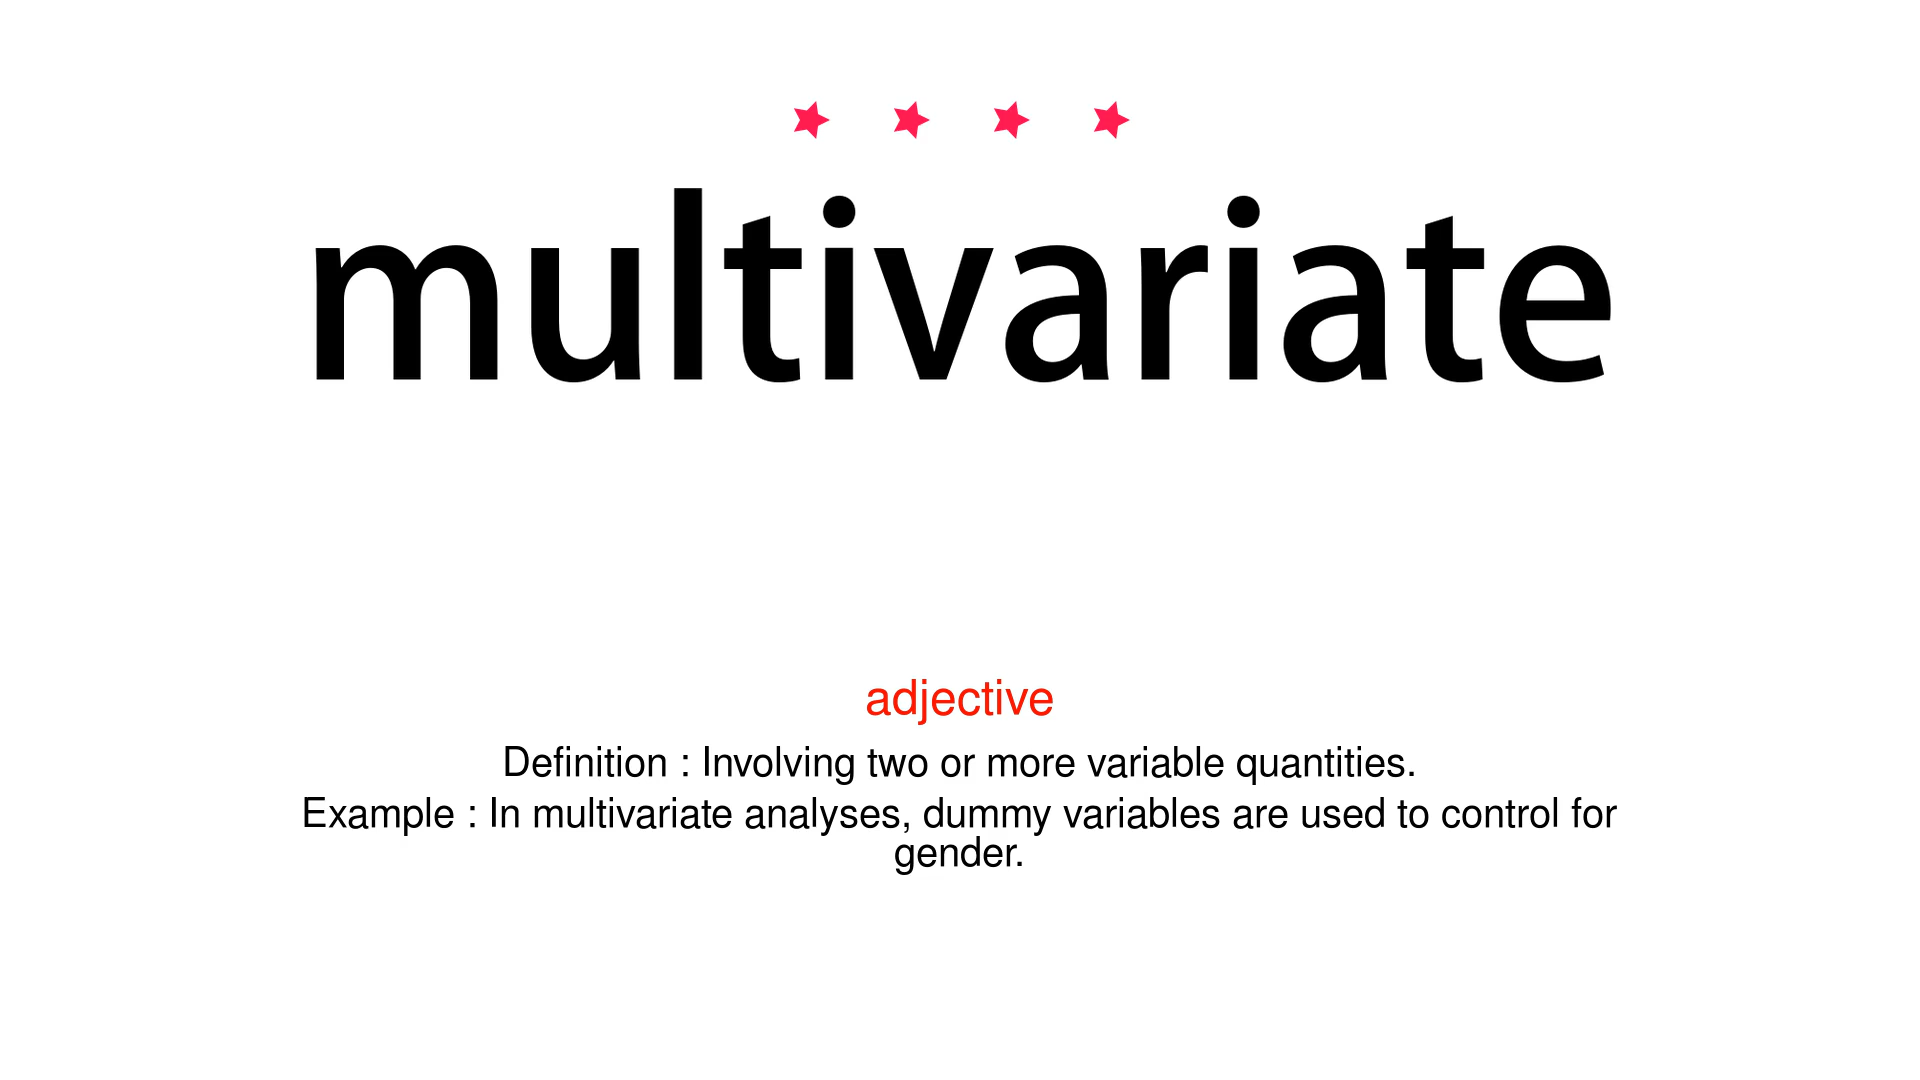 multivariate
adjective
Definition : Involving two or more variable quantities.
Example : In multivariate analyses, dummy variables are used to control for
gender.